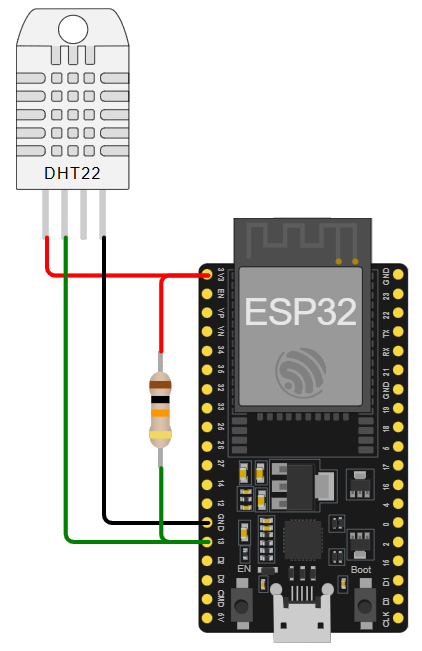 DHT22
ESP32
3V3
EN
VP
VN
34
35
32
33
25
26
27
14
12
GND
13
D2
D3
CMD
5V
GND
23
22
TX
RX
21
GND
19
18
5
17
16
4
0
2
15
D1
CLK
EN
Boot